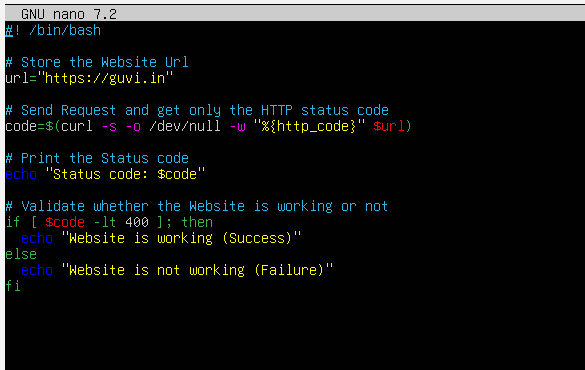 GNU nano 7.2
#! /bin/bash
# Store the Website Url
url="https://guvi.in"
# Send Request and get only the HTTP status code
code=$(curl -s -o /dev/null -w "%{http_code}" $url)
# Print the Status code
echo "Status code: $code"
# Validate whether the Website is working or not
if [ $code -lt 400 ]; then
  echo "Website is working (Success)"
else
  echo "Website is not working (Failure)"
fi